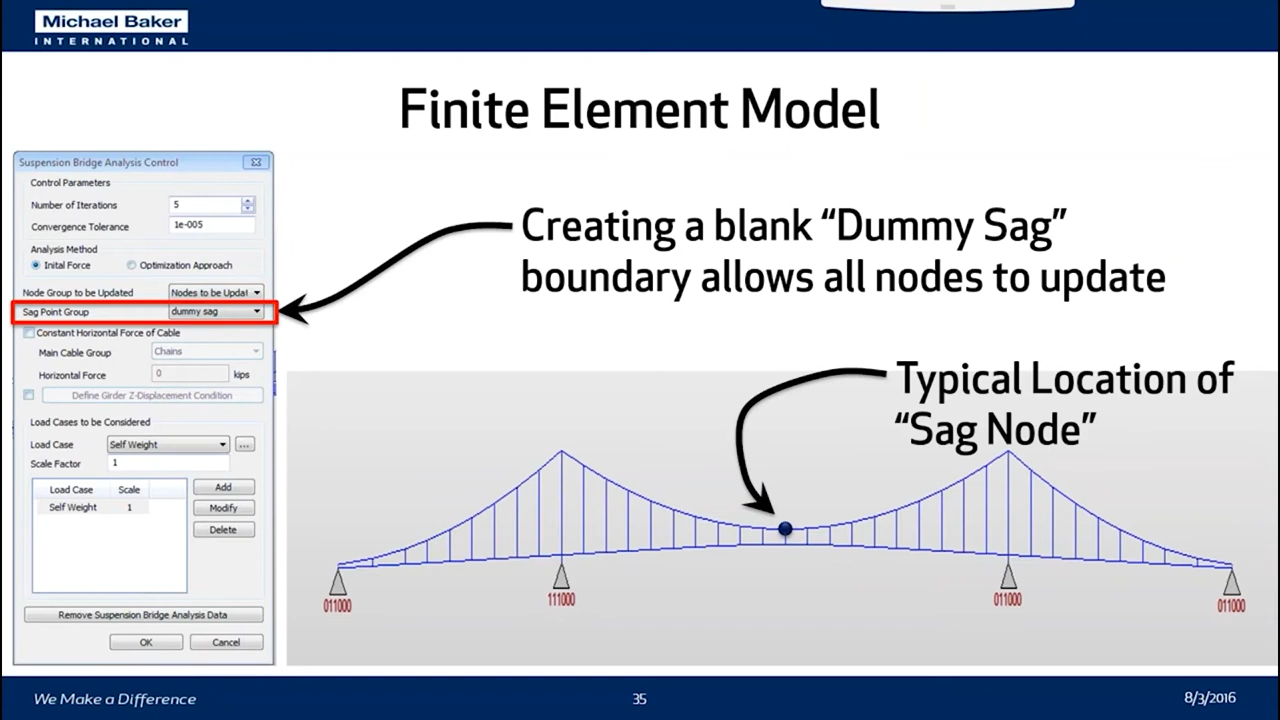 Michael Baker
INTERNATIONAL
Finite Element Model
Suspension Bridge Analysis Control
Control Parameters
Number of Iterations 5
Convergence Tolerance 1e-005
Analysis Method
Inital Force Optimization Approach
Node Group to be Updated Nodes to be Updat
Sag Point Group dummy sag
Constant Horizontal Force of Cable
Main Cable Group Chains
Horizontal Force 0 kips
Define Girder Z-Displacement Condition
Load Cases to be Considered
Load Case Self Weight ...
Scale Factor 1
Load Case Scale
Self Weight 1
Add
Modify
Delete
Remove Suspension Bridge Analysis Data
OK Cancel
Creating a blank “Dummy Sag”
boundary allows all nodes to update
Typical Location of
“Sag Node”
011000 111000 011000 011000
We Make a Difference 35 8/3/2016